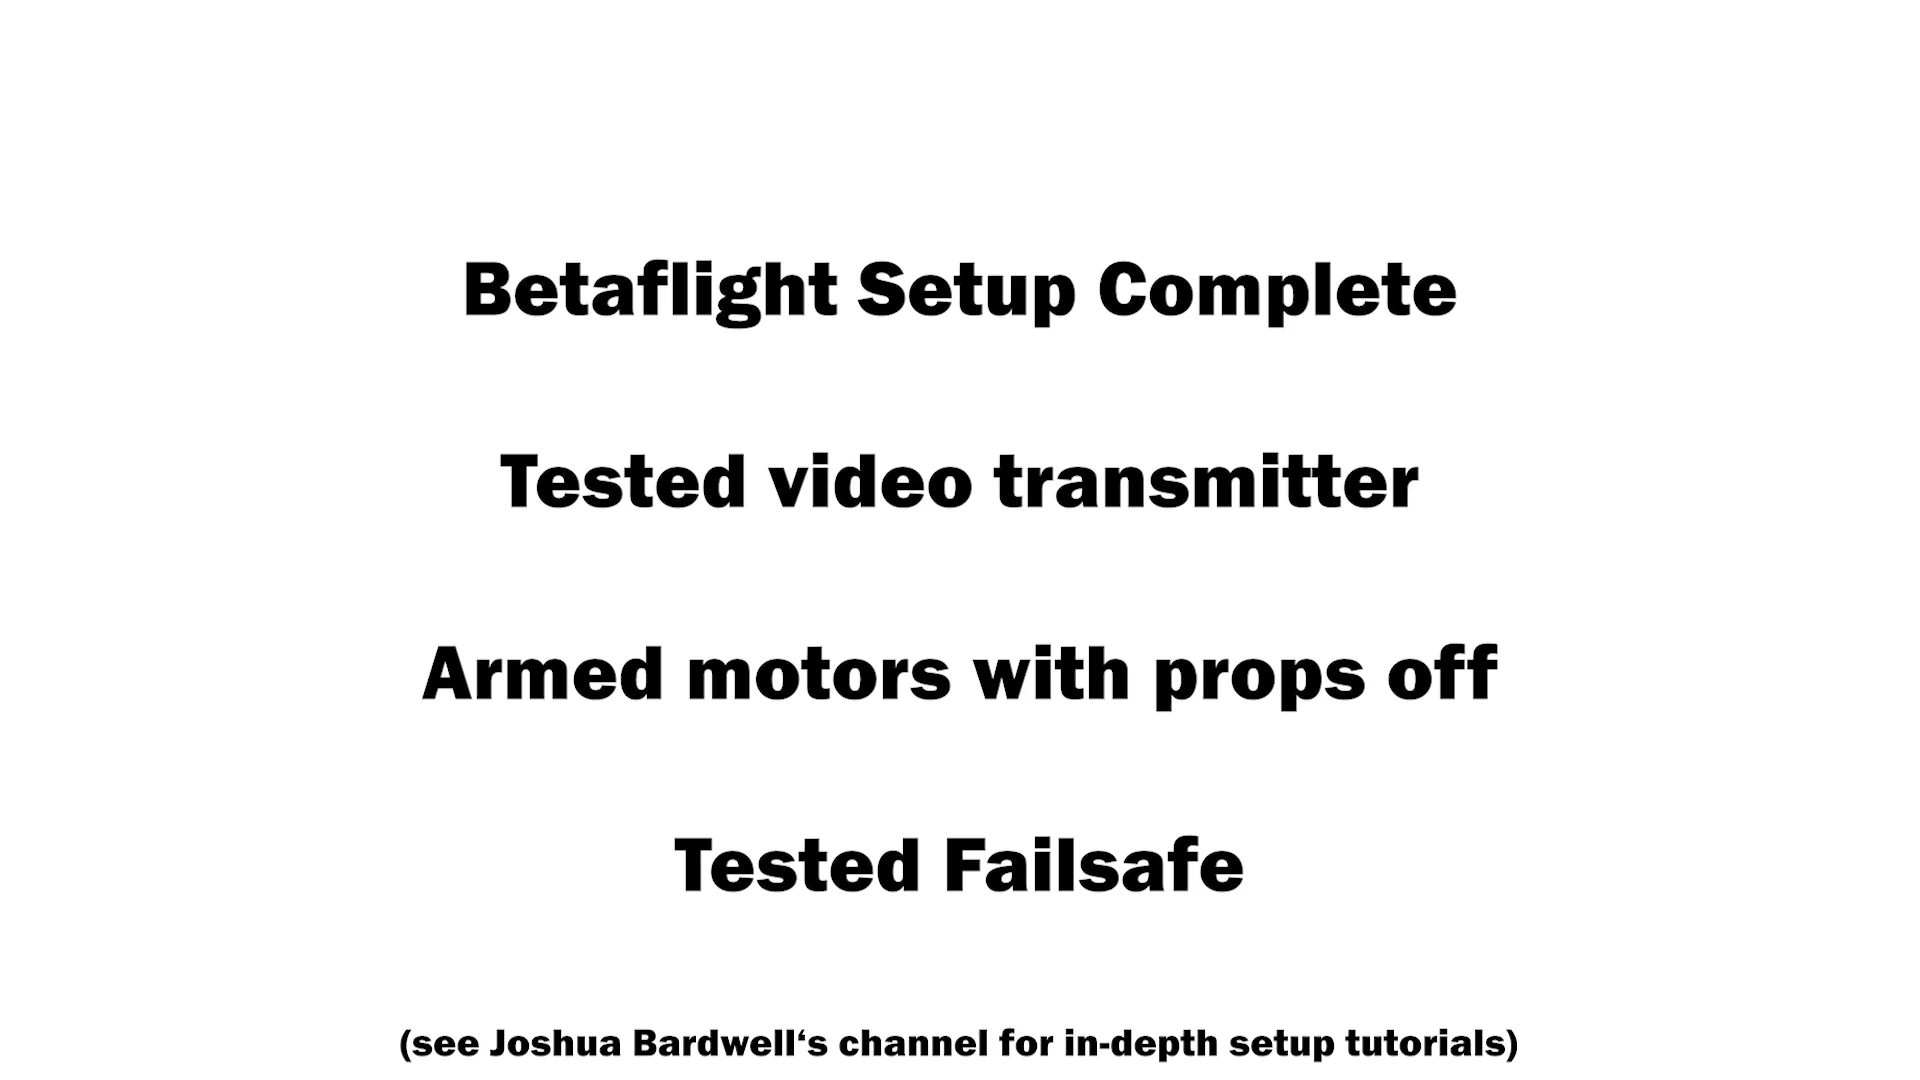 Betaflight Setup Complete
Tested video transmitter
Armed motors with props off
Tested Failsafe
(see Joshua Bardwell‘s channel for in-depth setup tutorials)